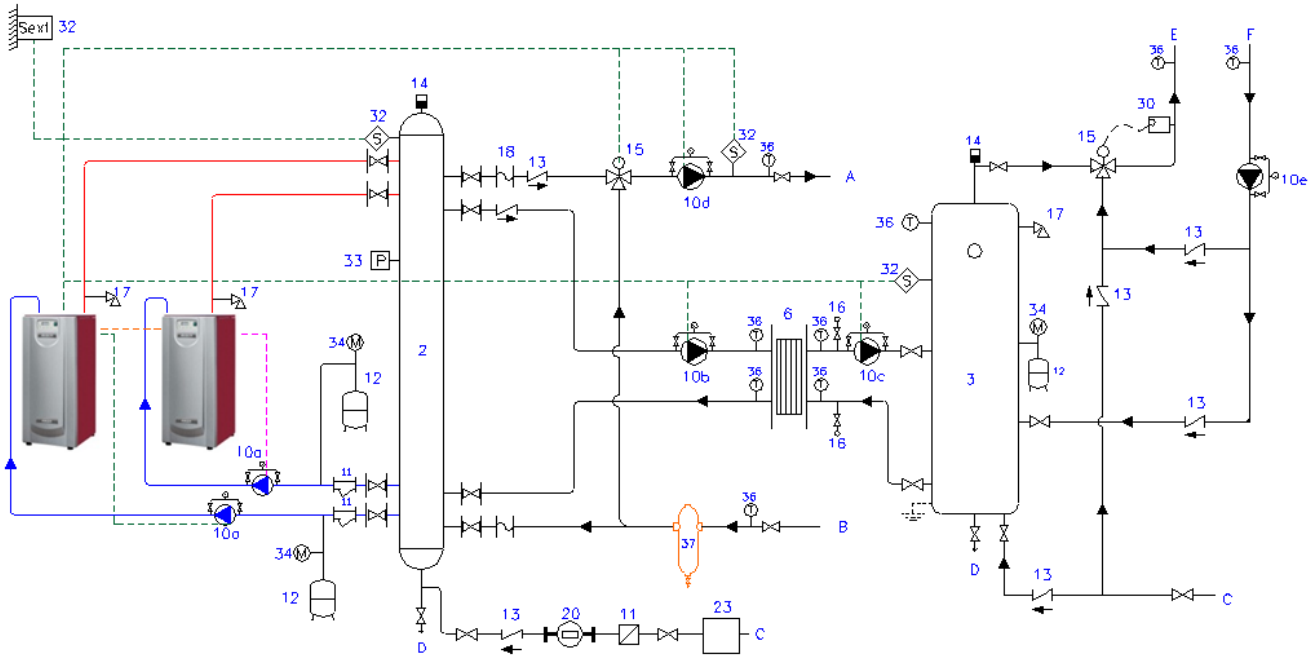 Sext 32
E F
36 36
14
32
30
15
32
15
14
18 13
36
A
10d
10e
36
17
13
33 P
32
17 17
13
34 M
6
36 36 16
34 M
2
12
10b
10c
3
12
36 36
13
16
10a
11
36
11
10a
B
37
34 M
D
13
12
13 20 11 23
D C
C
S
S
S
T
T
T
T
T
T
T
T
T